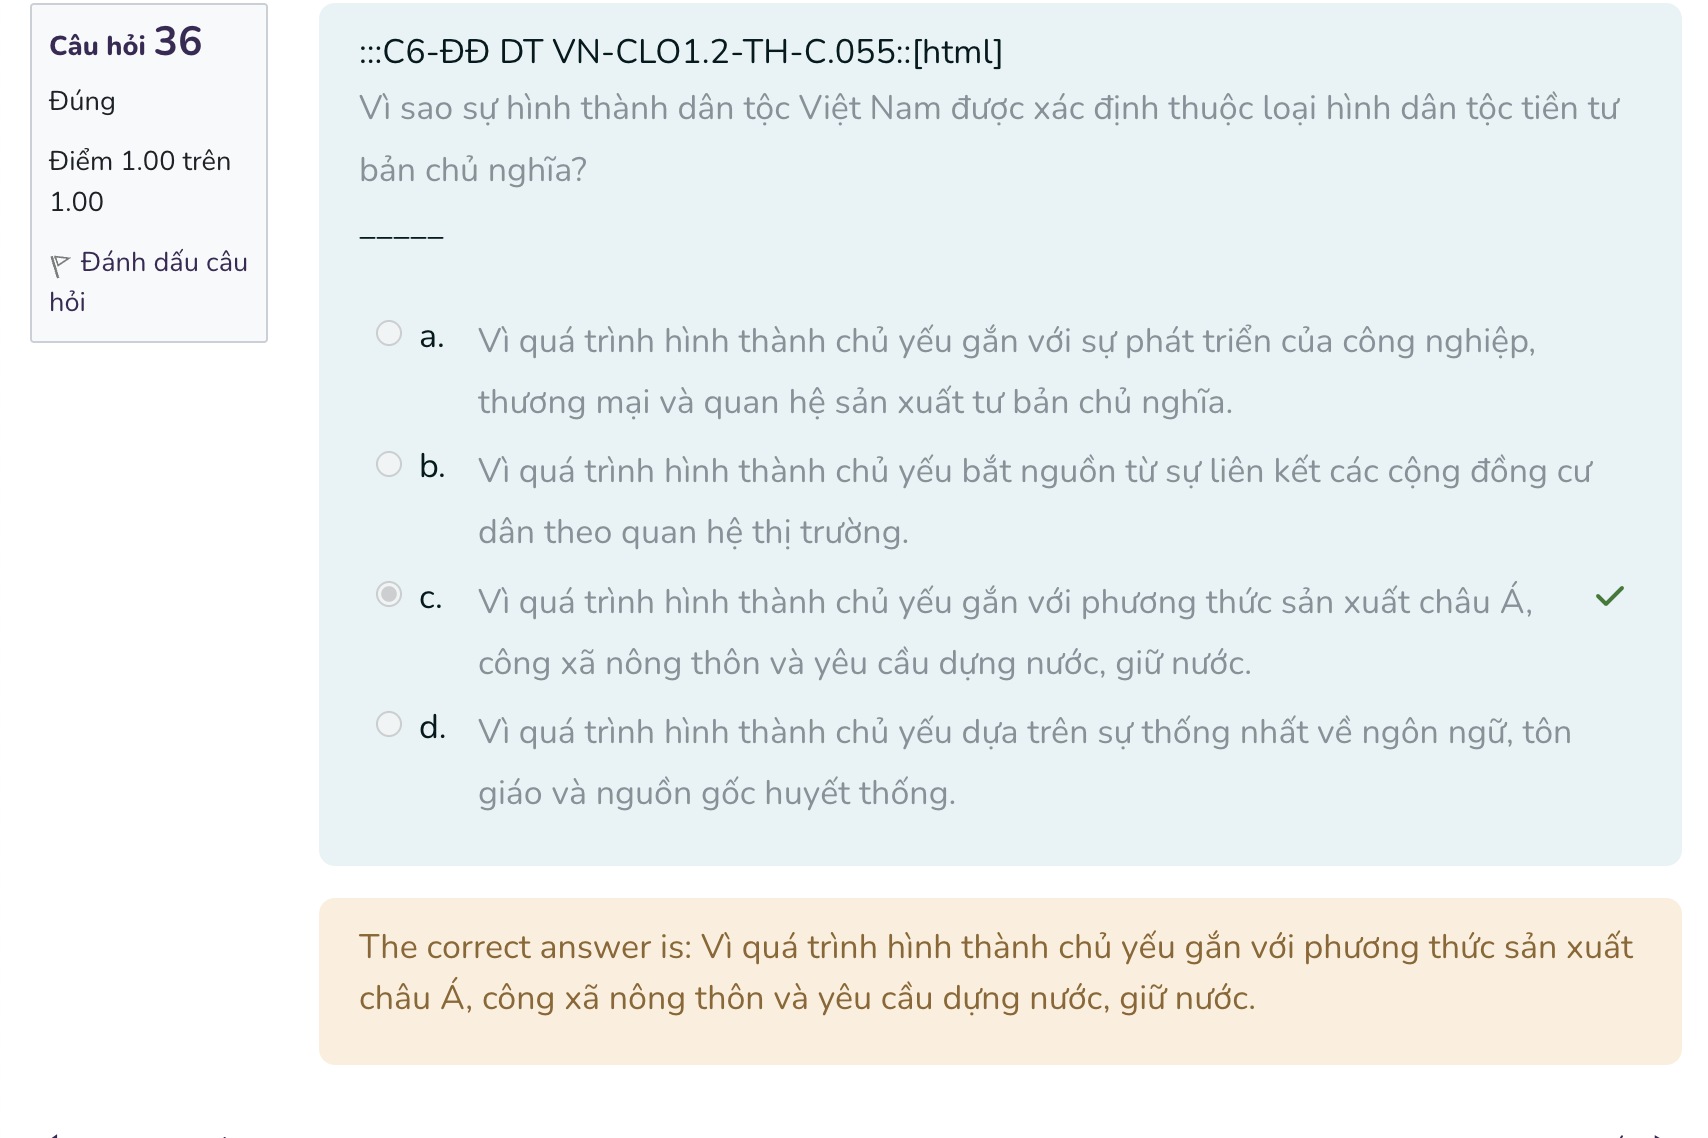 Câu hỏi 36
Đúng
Điểm 1.00 trên
1.00
Đánh dấu câu
hỏi
:::C6-ĐĐ DT VN-CLO1.2-TH-C.055::[html]
Vì sao sự hình thành dân tộc Việt Nam được xác định thuộc loại hình dân tộc tiền tư
bản chủ nghĩa?
_____
a. Vì quá trình hình thành chủ yếu gắn với sự phát triển của công nghiệp,
thương mại và quan hệ sản xuất tư bản chủ nghĩa.
b. Vì quá trình hình thành chủ yếu bắt nguồn từ sự liên kết các cộng đồng cư
dân theo quan hệ thị trường.
c. Vì quá trình hình thành chủ yếu gắn với phương thức sản xuất châu Á,
công xã nông thôn và yêu cầu dựng nước, giữ nước.
d. Vì quá trình hình thành chủ yếu dựa trên sự thống nhất về ngôn ngữ, tôn
giáo và nguồn gốc huyết thống.
The correct answer is: Vì quá trình hình thành chủ yếu gắn với phương thức sản xuất
châu Á, công xã nông thôn và yêu cầu dựng nước, giữ nước.